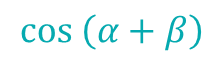 cos (α + β)